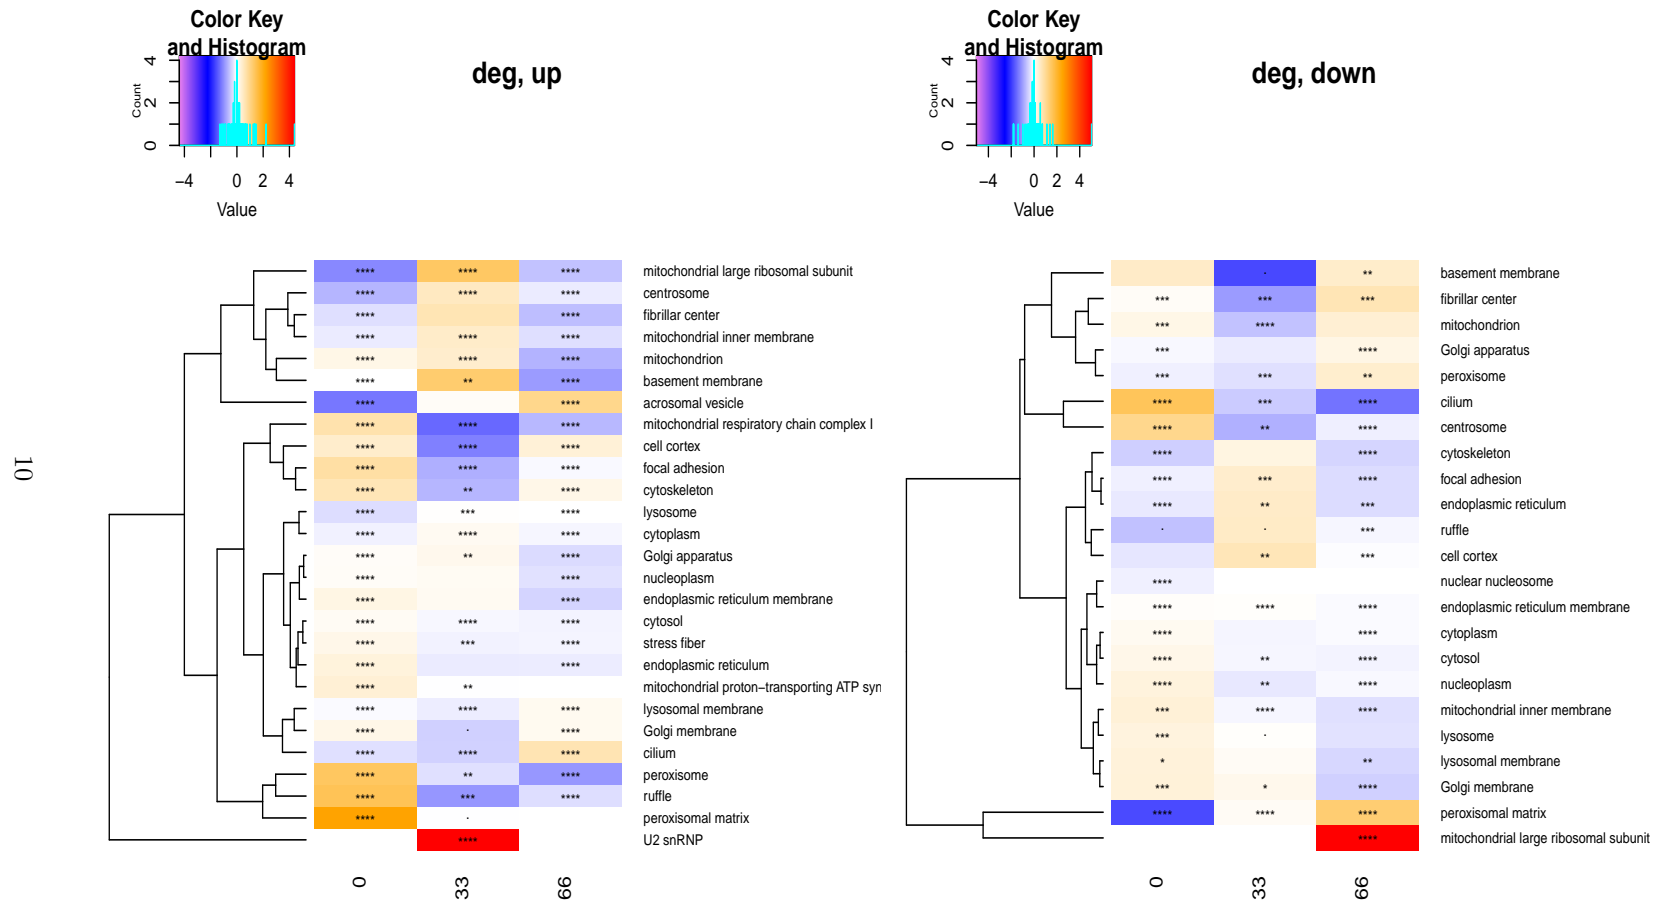 Color Key
and Histogram
Count
0 2 4
−4 0 2 4
Value
deg, up
**** **** **** mitochondrial large ribosomal subunit
**** **** **** centrosome
**** **** fibrillar center
**** **** **** mitochondrial inner membrane
**** **** **** mitochondrion
**** ** **** basement membrane
**** **** acrosomal vesicle
**** **** **** mitochondrial respiratory chain complex I
**** **** **** cell cortex
**** **** **** focal adhesion
**** ** **** cytoskeleton
**** *** **** lysosome
**** **** **** cytoplasm
**** ** **** Golgi apparatus
**** **** nucleoplasm
**** **** endoplasmic reticulum membrane
**** **** **** cytosol
**** *** **** stress fiber
**** **** endoplasmic reticulum
**** ** mitochondrial proton−transporting ATP syn
**** **** **** lysosomal membrane
**** . **** Golgi membrane
**** **** **** cilium
**** ** **** peroxisome
**** *** **** ruffle
**** . peroxisomal matrix
**** U2 snRNP
0 33 66
Color Key
and Histogram
Count
0 2 4
−4 0 2 4
Value
deg, down
. ** basement membrane
*** *** *** fibrillar center
*** **** mitochondrion
*** **** Golgi apparatus
*** *** ** peroxisome
**** *** **** cilium
**** ** **** centrosome
**** **** cytoskeleton
**** *** **** focal adhesion
**** ** *** endoplasmic reticulum
. . *** ruffle
** *** cell cortex
**** nuclear nucleosome
**** **** **** endoplasmic reticulum membrane
**** **** cytoplasm
**** ** **** cytosol
**** ** **** nucleoplasm
*** **** **** mitochondrial inner membrane
*** . lysosome
* ** lysosomal membrane
*** * **** Golgi membrane
**** **** **** peroxisomal matrix
**** mitochondrial large ribosomal subunit
0 33 66
10